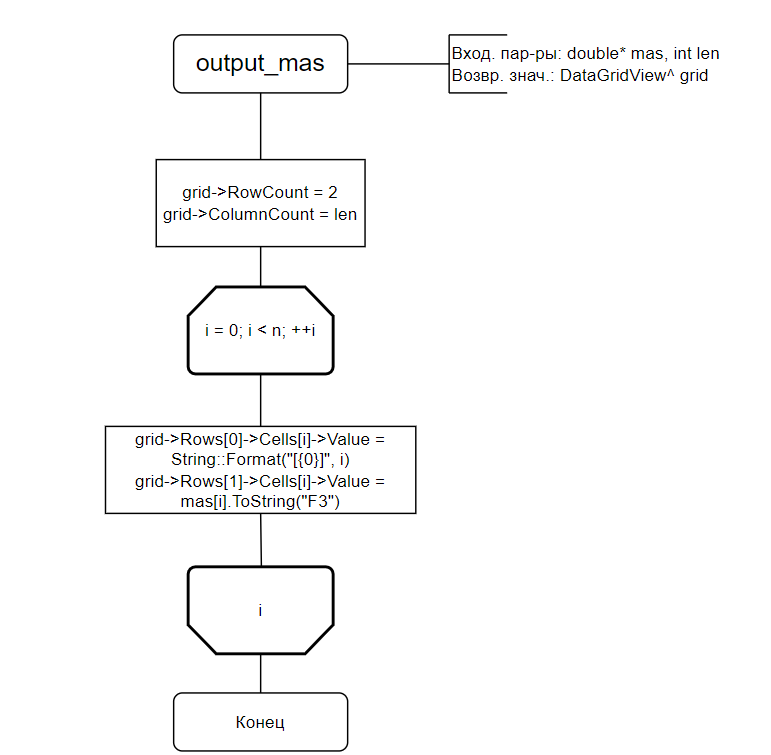 output_mas
Вход. пар-ры: double* mas, int len
Возвр. знач.: DataGridView^ grid
grid->RowCount = 2
grid->ColumnCount = len
i = 0; i < n; ++i
grid->Rows[0]->Cells[i]->Value =
String::Format("[{0}]", i)
grid->Rows[1]->Cells[i]->Value =
mas[i].ToString("F3")
i
Конец